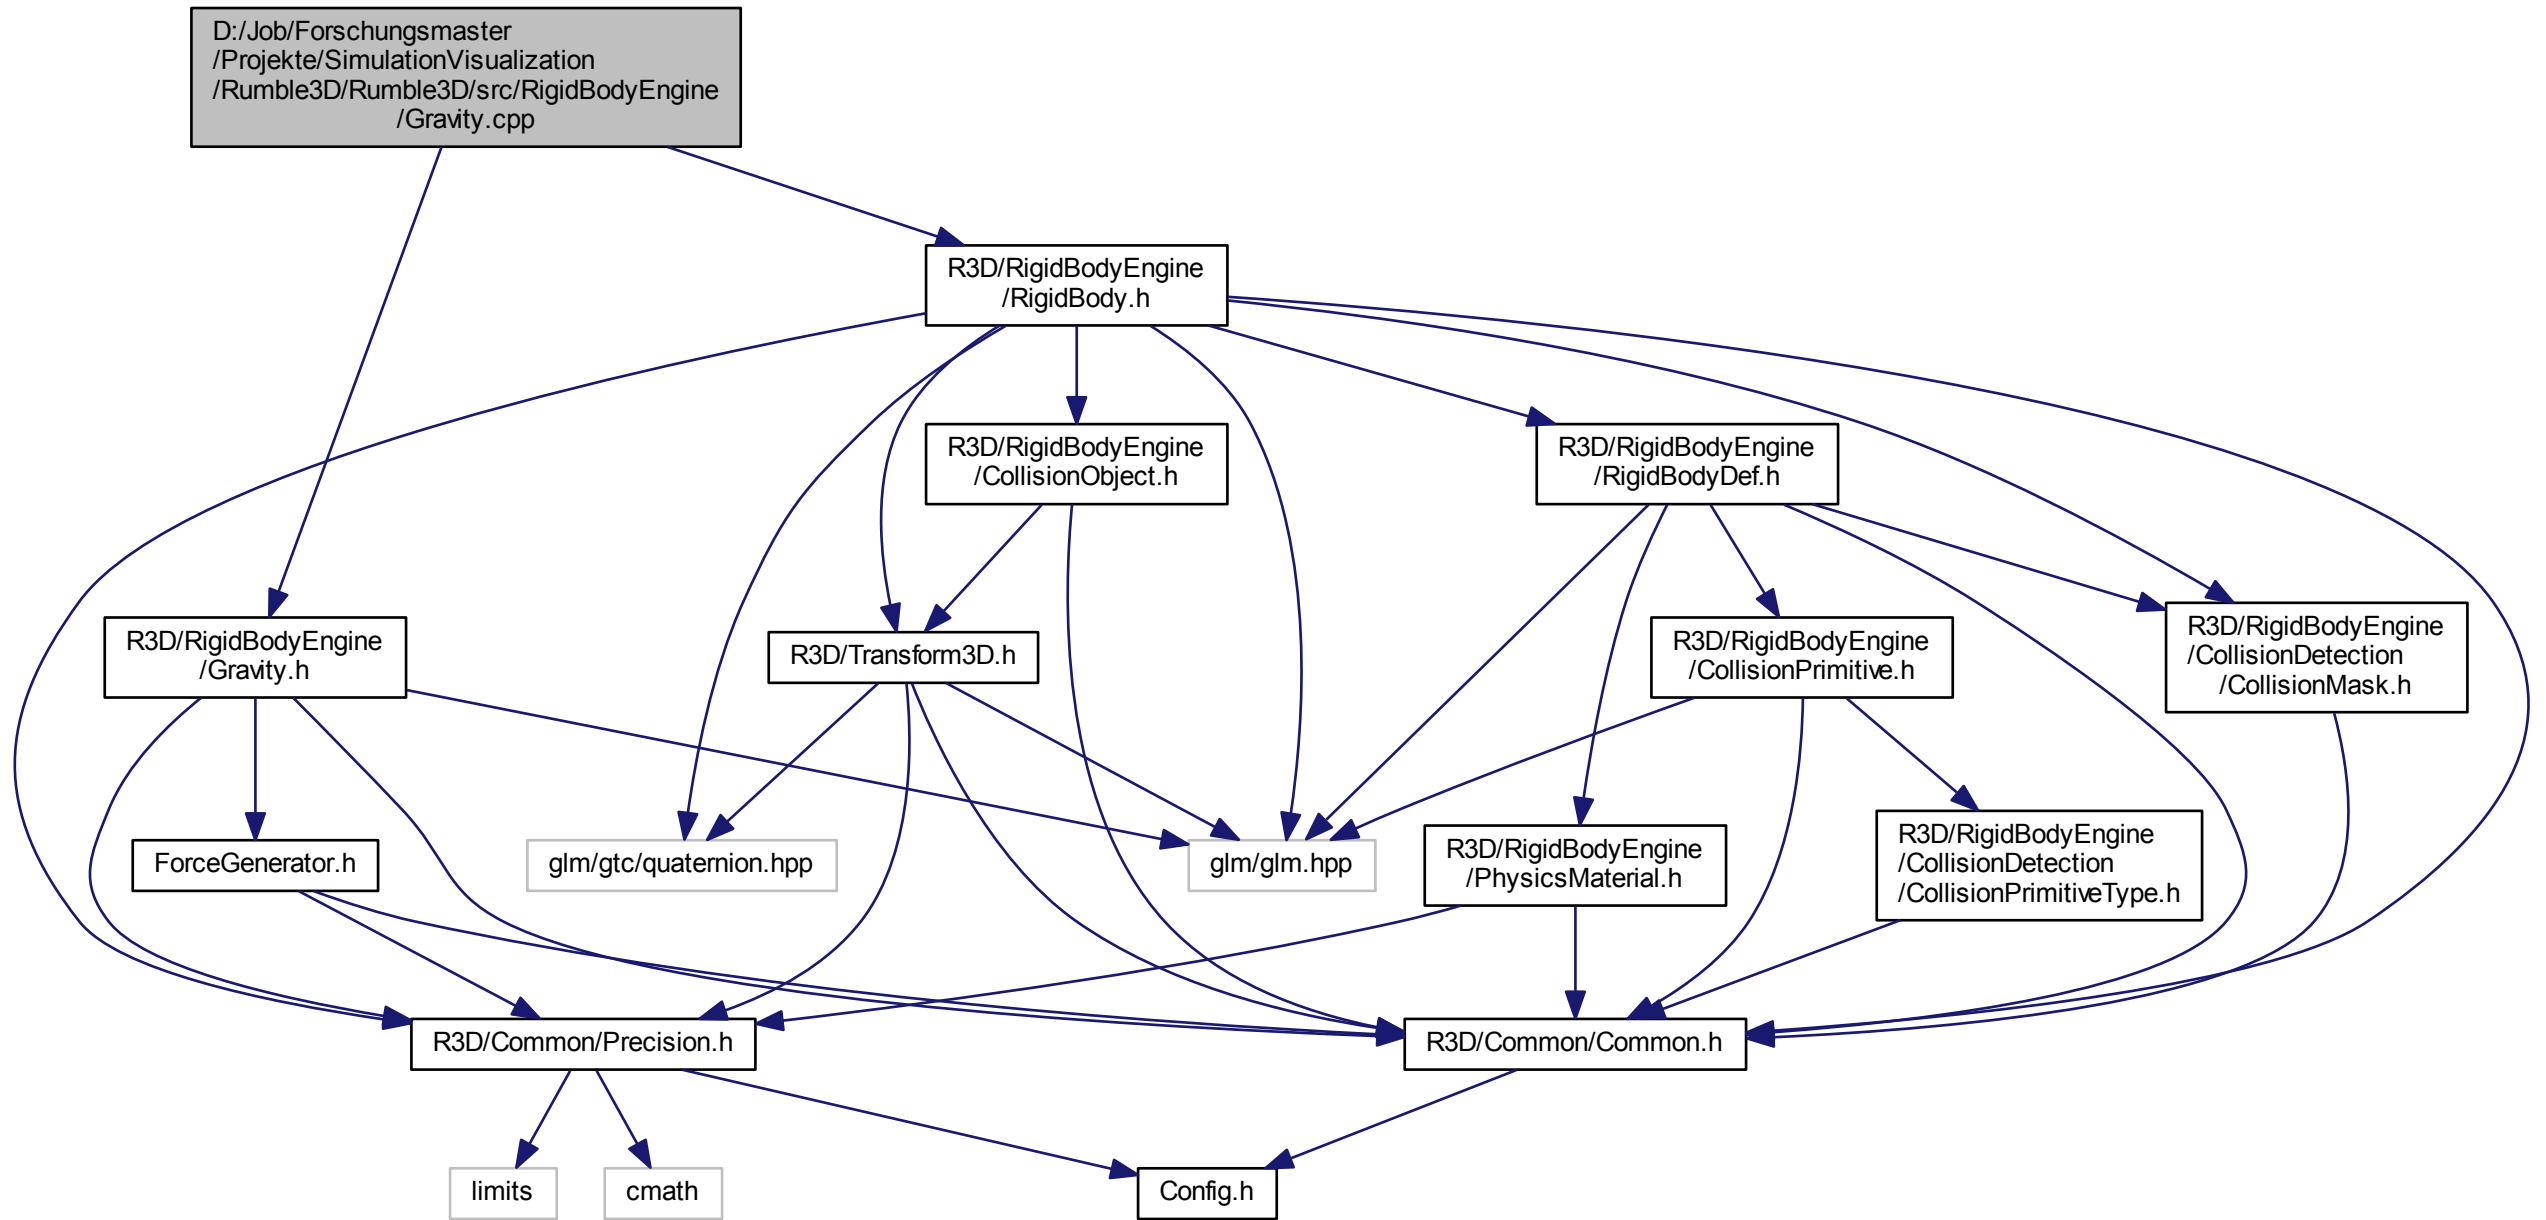 D:/Job/Forschungsmaster
/Projekte/SimulationVisualization
/Rumble3D/Rumble3D/src/RigidBodyEngine
/Gravity.cpp
R3D/RigidBodyEngine
/RigidBody.h
R3D/RigidBodyEngine
/CollisionObject.h
R3D/RigidBodyEngine
/RigidBodyDef.h
R3D/RigidBodyEngine
/Gravity.h
R3D/Transform3D.h
R3D/RigidBodyEngine
/CollisionPrimitive.h
R3D/RigidBodyEngine
/CollisionDetection
/CollisionMask.h
ForceGenerator.h
glm/gtc/quaternion.hpp
glm/glm.hpp
R3D/RigidBodyEngine
/PhysicsMaterial.h
R3D/RigidBodyEngine
/CollisionDetection
/CollisionPrimitiveType.h
R3D/Common/Precision.h
R3D/Common/Common.h
limits
cmath
Config.h